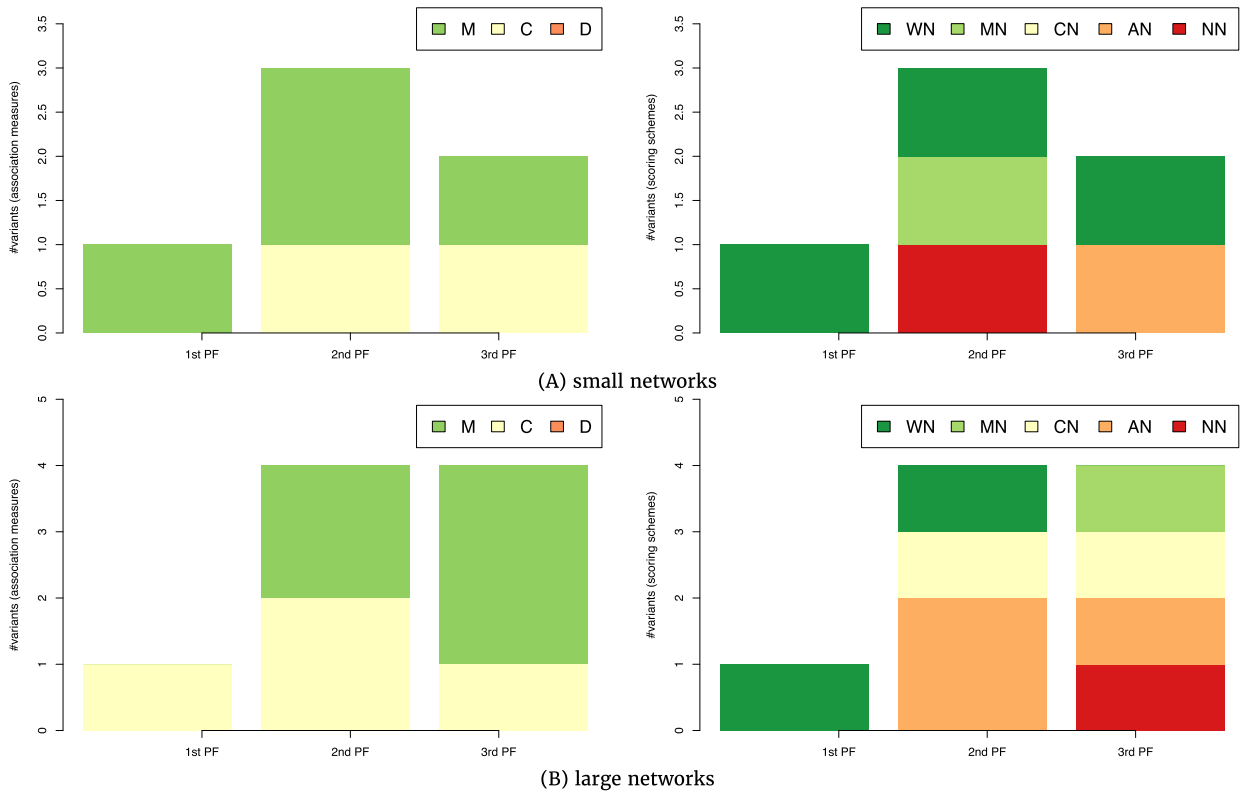 M C D
#variants (association measures)
0.0 0.5 1.0 1.5 2.0 2.5 3.0 3.5
1st PF 2nd PF 3rd PF
WN MN CN AN NN
#variants (scoring schemes)
0.0 0.5 1.0 1.5 2.0 2.5 3.0 3.5
1st PF 2nd PF 3rd PF
(A) small networks
M C D
#variants (association measures)
0 1 2 3 4 5
1st PF 2nd PF 3rd PF
WN MN CN AN NN
#variants (scoring schemes)
0 1 2 3 4 5
1st PF 2nd PF 3rd PF
(B) large networks